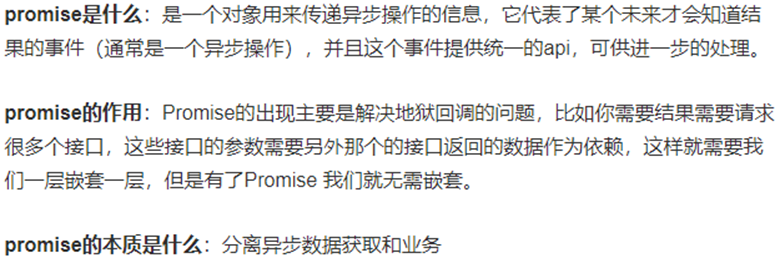 promise是什么：是一个对象用来传递异步操作的信息，它代表了某个未来才会知道结
果的事件（通常是一个异步操作），并且这个事件提供统一的api，可供进一步的处理。
promise的作用：Promise的出现主要是解决地狱回调的问题，比如你需要结果需要请求
很多个接口，这些接口的参数需要另外那个的接口返回的数据作为依赖，这样就需要我
们一层嵌套一层，但是有了Promise 我们就无需嵌套。
promise的本质是什么：分离异步数据获取和业务